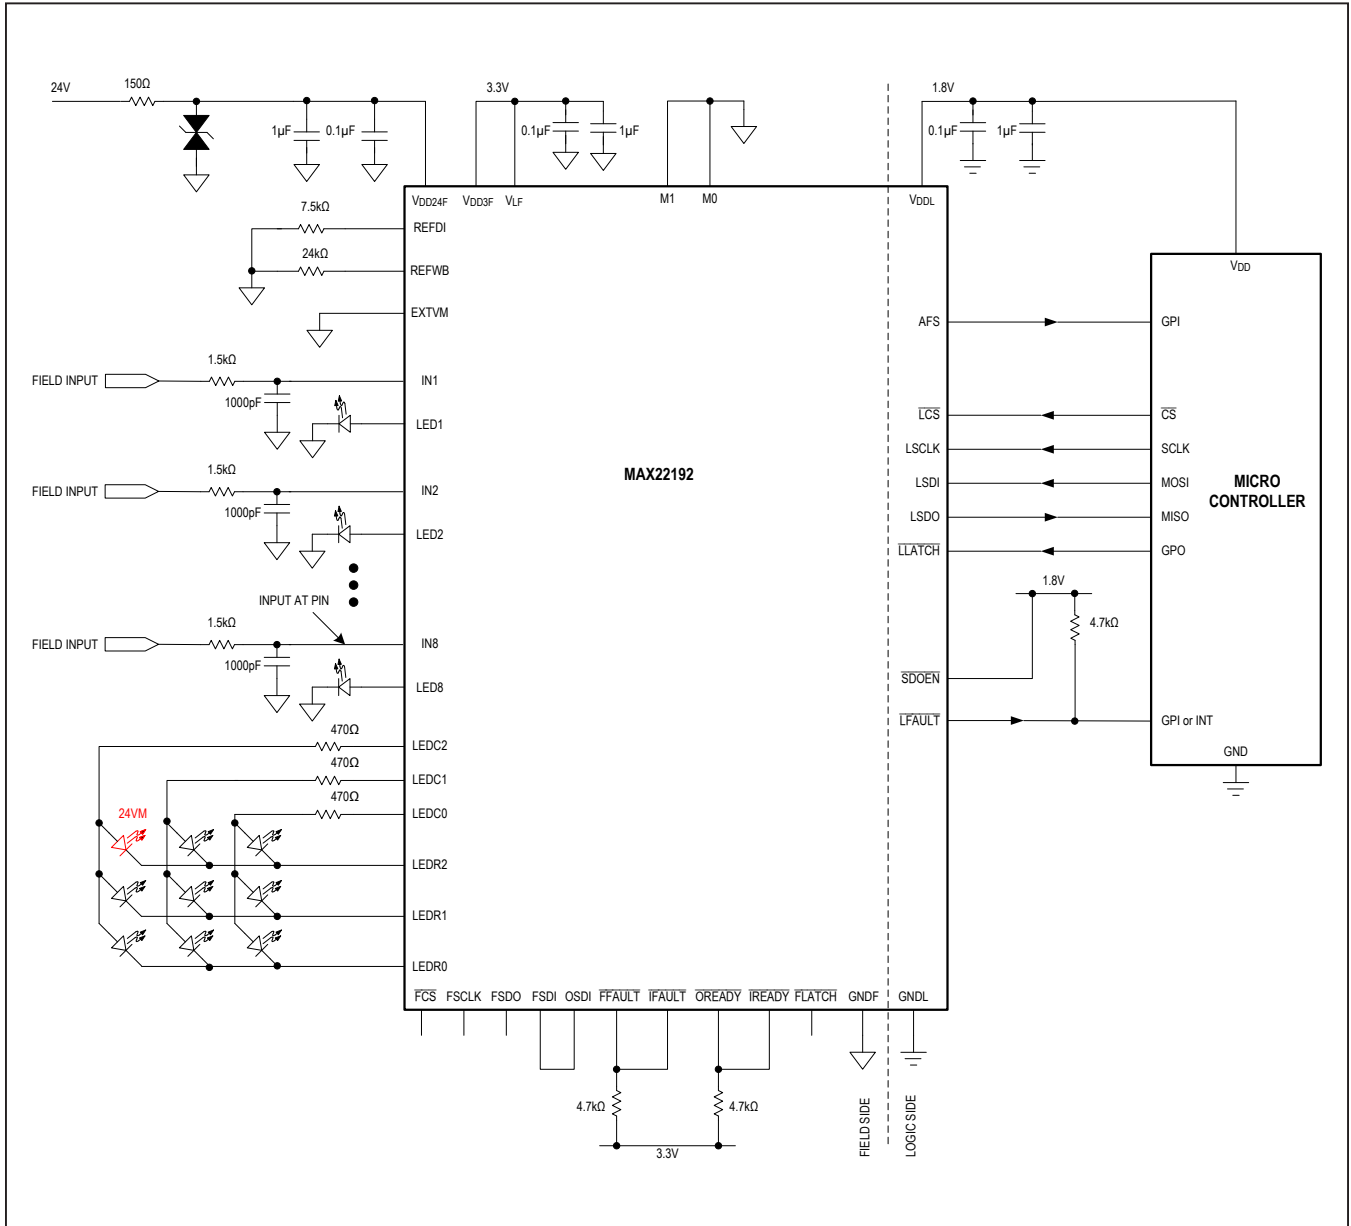 24V
150Ω
3.3V
1.8V
1µF
0.1µF
0.1µF
1µF
0.1µF
1µF
VDD24F
VDD3F
VLF
M1
M0
VDDL
7.5kΩ
REFDI
24kΩ
REFWB
VDD
EXTVM
AFS
GPI
1.5kΩ
FIELD INPUT
IN1
1000pF
LED1
LCS
CS
LSCLK
SCLK
1.5kΩ
FIELD INPUT
IN2
1000pF
LED2
MAX22192
LSDI
MOSI
MICRO
CONTROLLER
LSDO
MISO
LLATCH
GPO
1.8V
4.7kΩ
INPUT AT PIN
1.5kΩ
FIELD INPUT
IN8
1000pF
LED8
SDOEN
LFAULT
GPI or INT
GND
470Ω
LEDC2
470Ω
LEDC1
470Ω
LEDC0
24VM
LEDR2
LEDR1
LEDR0
FCS
FSCLK
FSDO
FSDI
OSDI
FFAULT
IFAULT
OREADY
IREADY
FLATCH
GNDF
GNDL
4.7kΩ
4.7kΩ
3.3V
FIELD SIDE
LOGIC SIDE